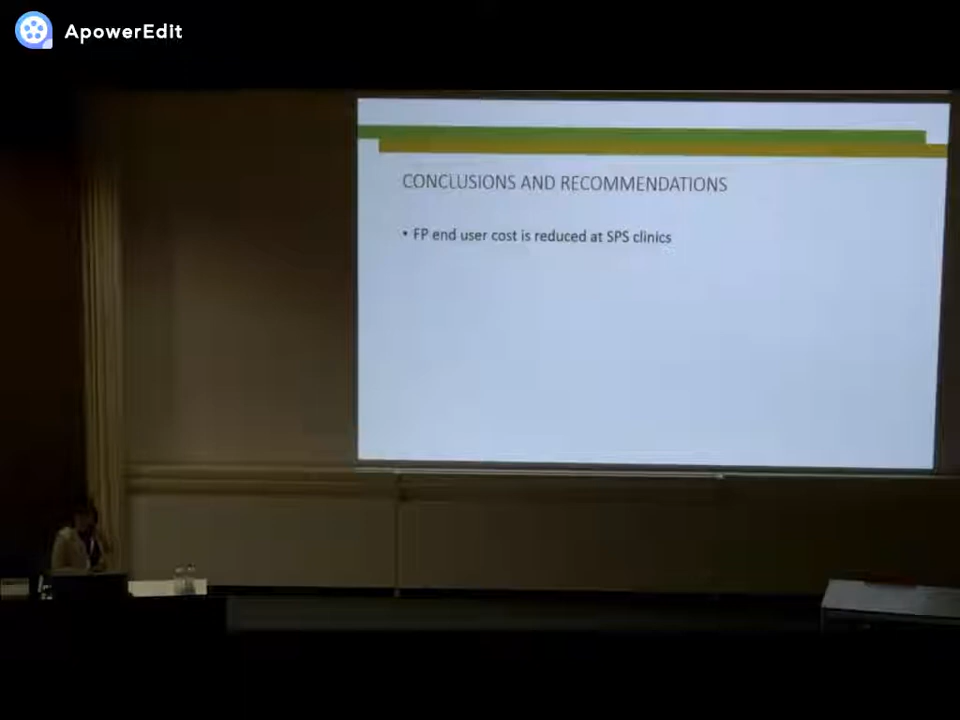 ApowerEdit
CONCLUSIONS AND RECOMMENDATIONS
• FP end user cost is reduced at SPS clinics